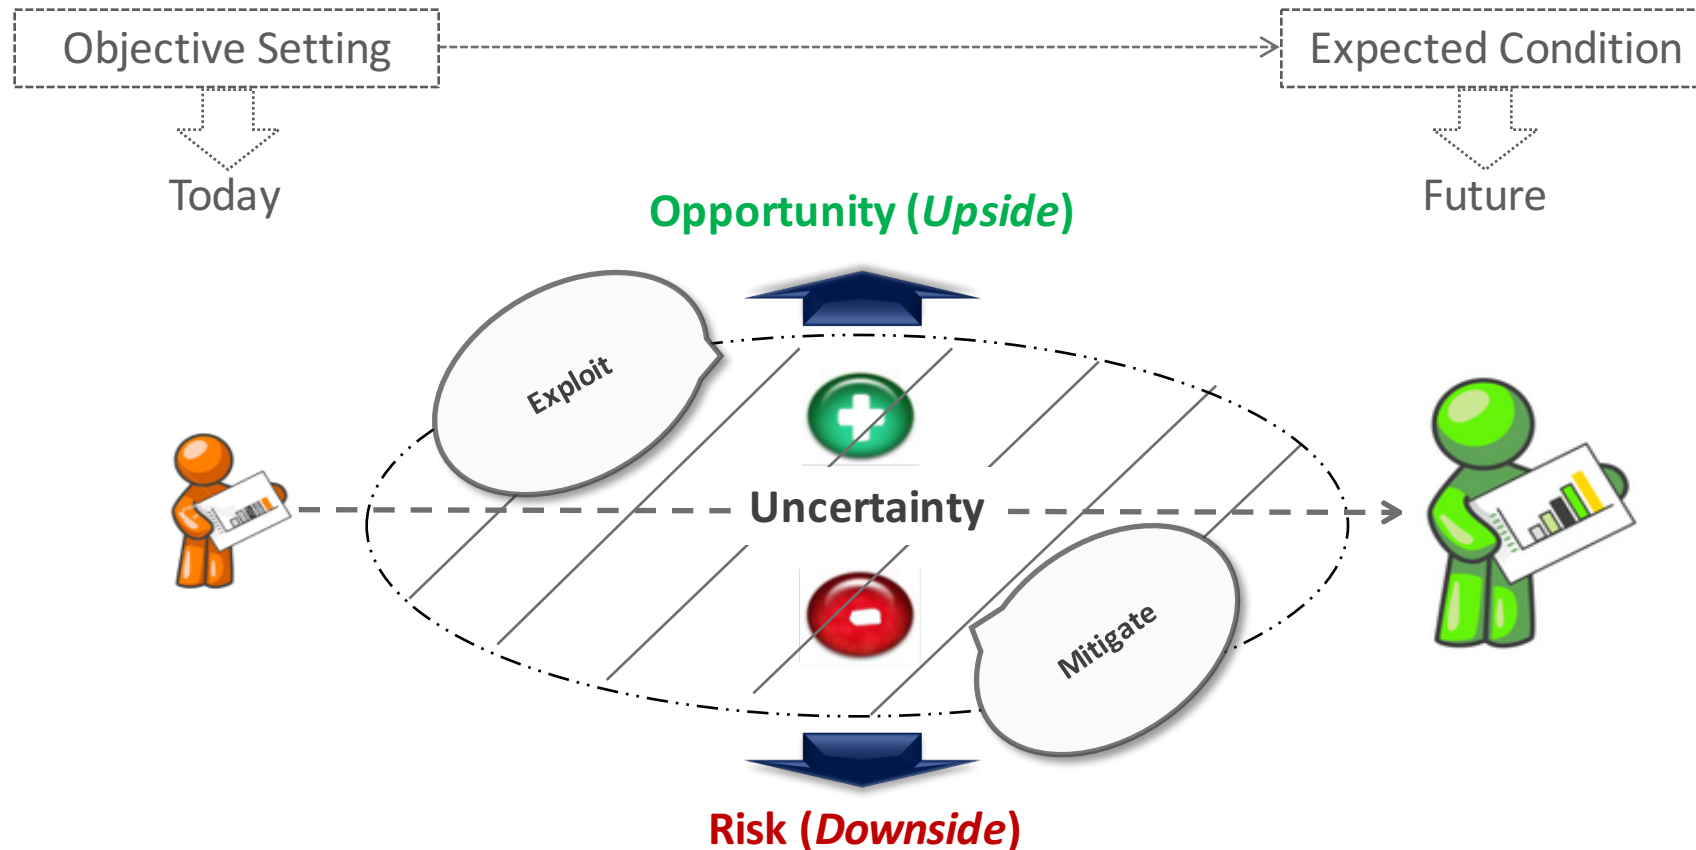 Objective Setting
Expected Condition
Today
Future
Opportunity (Upside)
Exploit
Uncertainty
Mitigate
Risk (Downside)